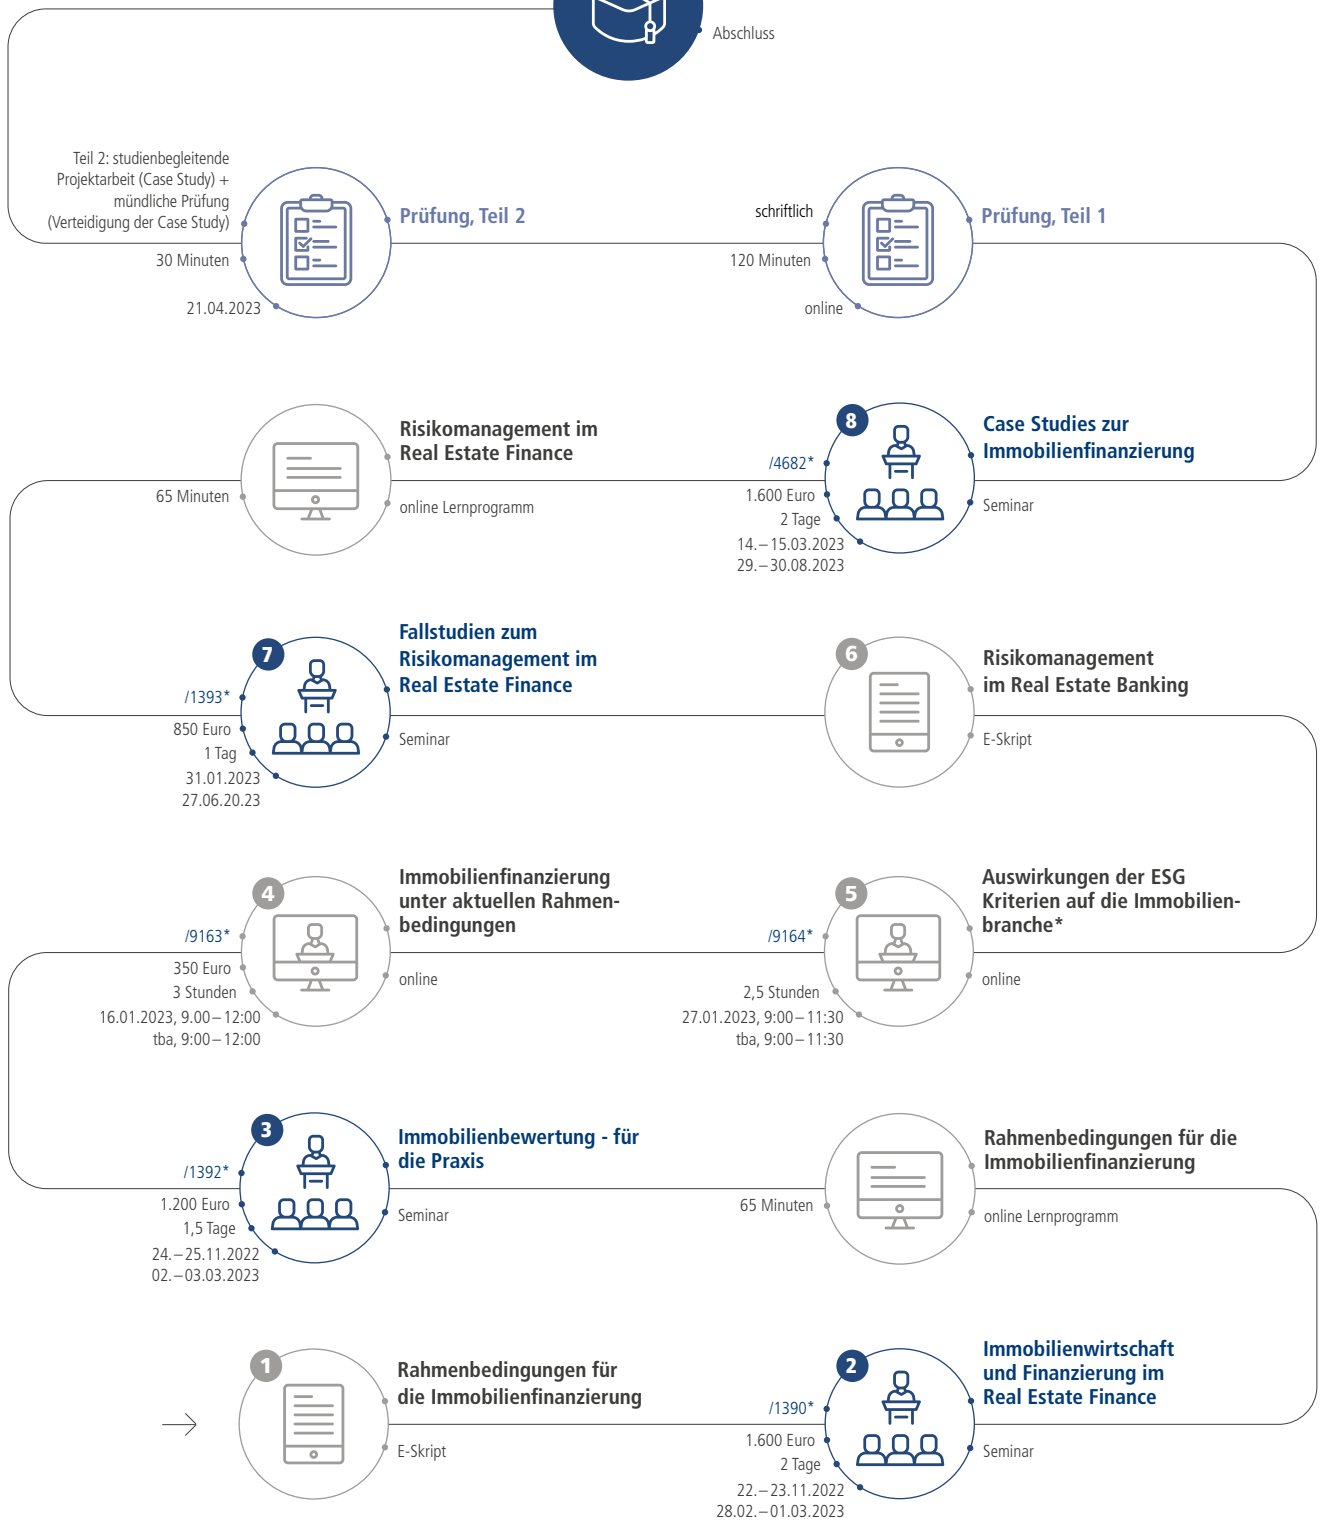 Abschluss
Teil 2: studienbegleitende
Projektarbeit (Case Study) +
mündliche Prüfung
(Verteidigung der Case Study)
30 Minuten
21.04.2023
Prüfung, Teil 2
schriftlich
120 Minuten
online
Prüfung, Teil 1
65 Minuten
Risikomanagement im
Real Estate Finance
online Lernprogramm
8
/4682*
1.600 Euro
2 Tage
14.–15.03.2023
29.–30.08.2023
Case Studies zur
Immobilienfinanzierung
Seminar
7
/1393*
850 Euro
1 Tag
31.01.2023
27.06.20.23
Fallstudien zum
Risikomanagement im
Real Estate Finance
Seminar
6
Risikomanagement
im Real Estate Banking
E-Skript
4
/9163*
350 Euro
3 Stunden
16.01.2023, 9.00–12:00
tba, 9:00–12:00
Immobilienfinanzierung
unter aktuellen Rahmen-
bedingungen
online
5
/9164*
2,5 Stunden
27.01.2023, 9:00–11:30
tba, 9:00–11:30
Auswirkungen der ESG
Kriterien auf die Immobilien-
branche*
online
3
/1392*
1.200 Euro
1,5 Tage
24.–25.11.2022
02.–03.03.2023
Immobilienbewertung - für
die Praxis
Seminar
65 Minuten
Rahmenbedingungen für die
Immobilienfinanzierung
online Lernprogramm
1
Rahmenbedingungen für
die Immobilienfinanzierung
E-Skript
2
/1390*
1.600 Euro
2 Tage
22.–23.11.2022
28.02.–01.03.2023
Immobilienwirtschaft
und Finanzierung im
Real Estate Finance
Seminar